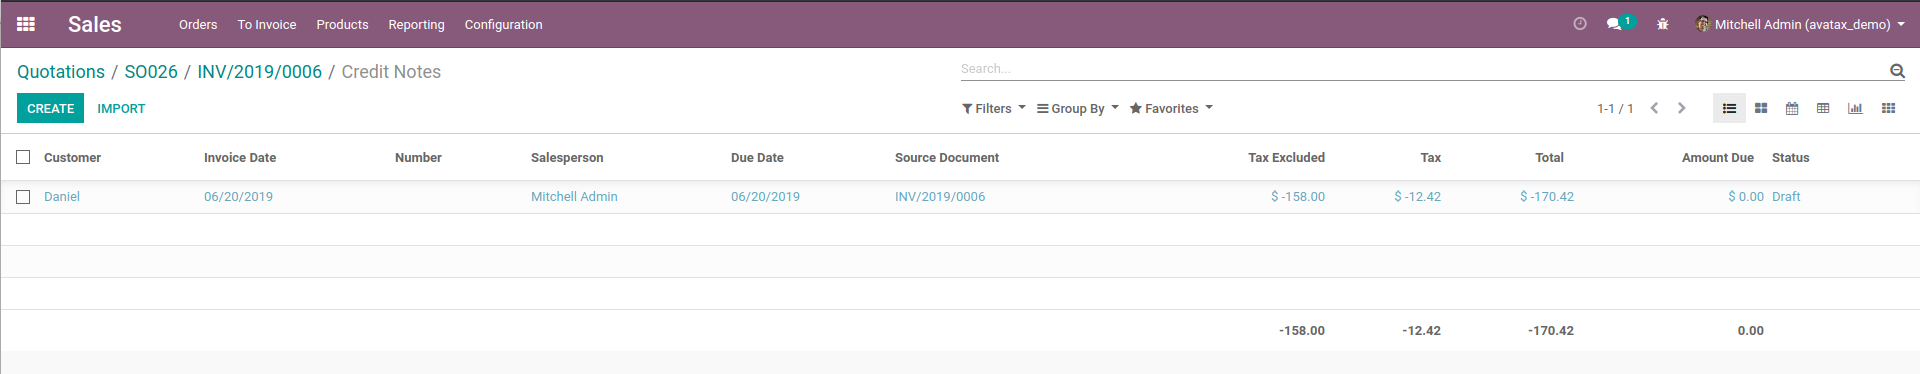 Sales Orders To Invoice Products Reporting Configuration 1 Mitchell Admin (avatax_demo)
Quotations / SO026 / INV/2019/0006 / Credit Notes Search...
CREATE IMPORT Filters Group By Favorites 1-1 / 1
Customer Invoice Date Number Salesperson Due Date Source Document Tax Excluded Tax Total Amount Due Status
Daniel 06/20/2019 Mitchell Admin 06/20/2019 INV/2019/0006 $ -158.00 $ -12.42 $ -170.42 $ 0.00 Draft
-158.00 -12.42 -170.42 0.00